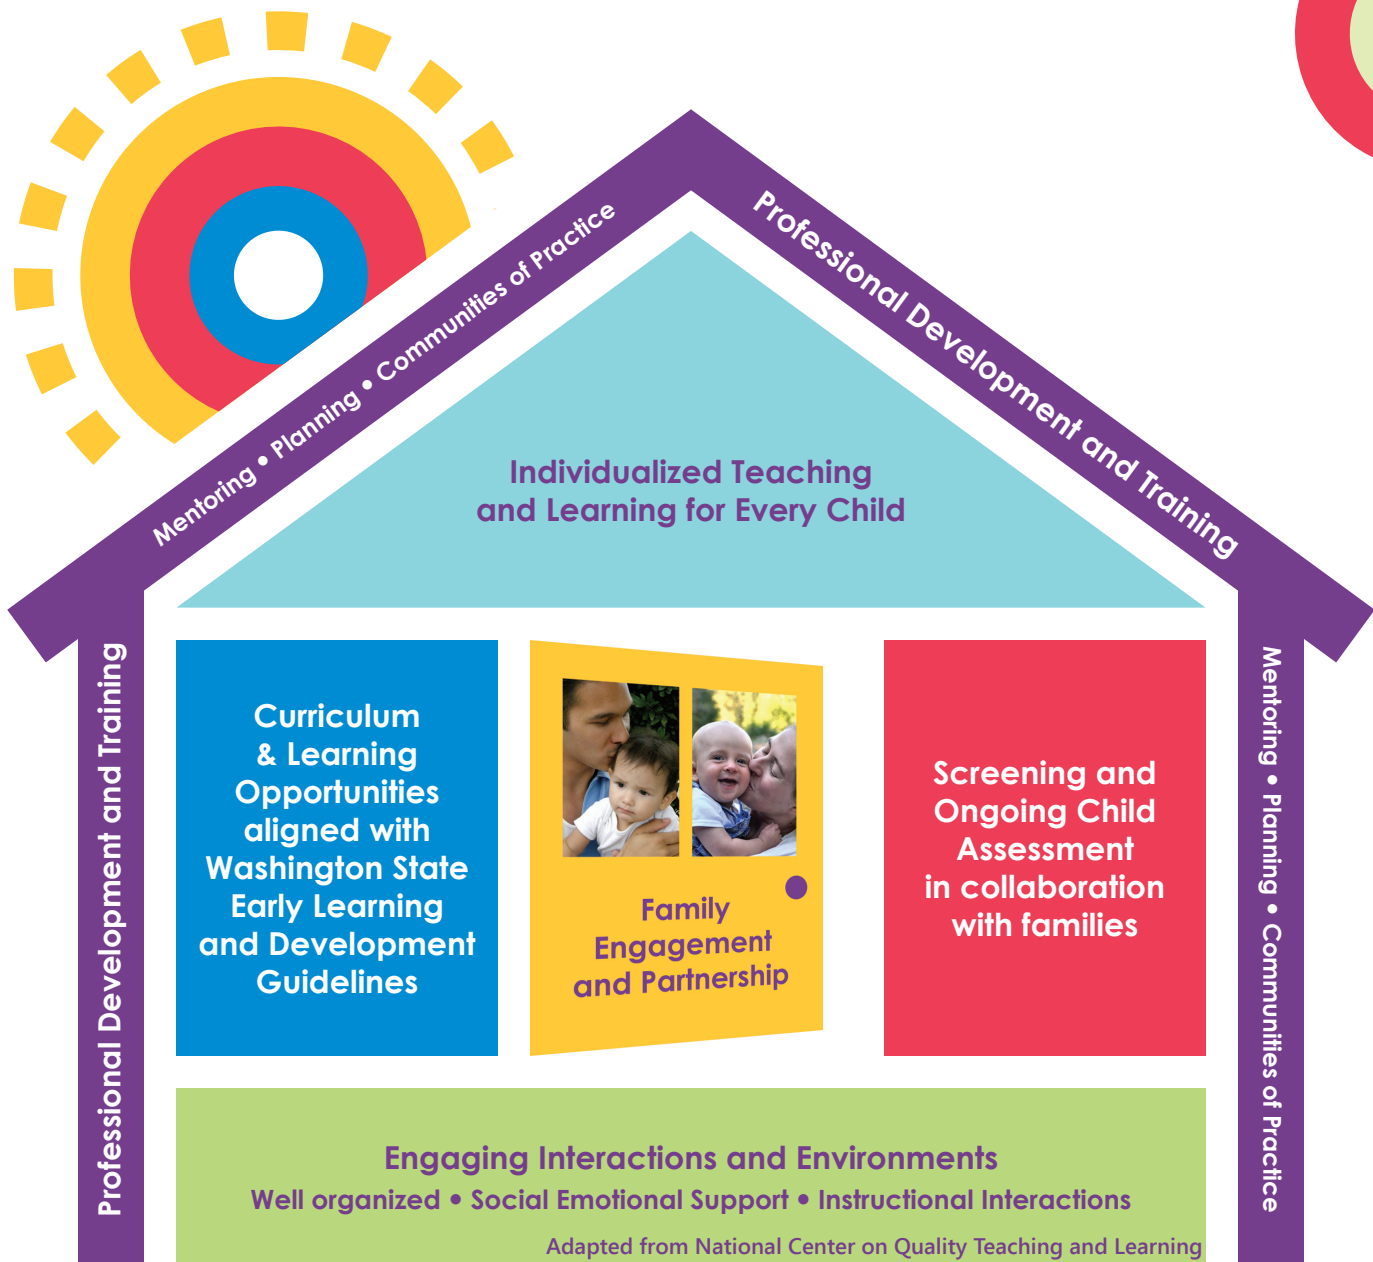 Mentoring • Planning • Communities of Practice
Professional Development and Training
Individualized Teaching
and Learning for Every Child
Professional Development and Training
Curriculum
& Learning
Opportunities
aligned with
Washington State
Early Learning
and Development
Guidelines
Family
Engagement
and Partnership
Screening and
Ongoing Child
Assessment
in collaboration
with families
Mentoring • Planning • Communities of Practice
Engaging Interactions and Environments
Well organized • Social Emotional Support • Instructional Interactions
Adapted from National Center on Quality Teaching and Learning